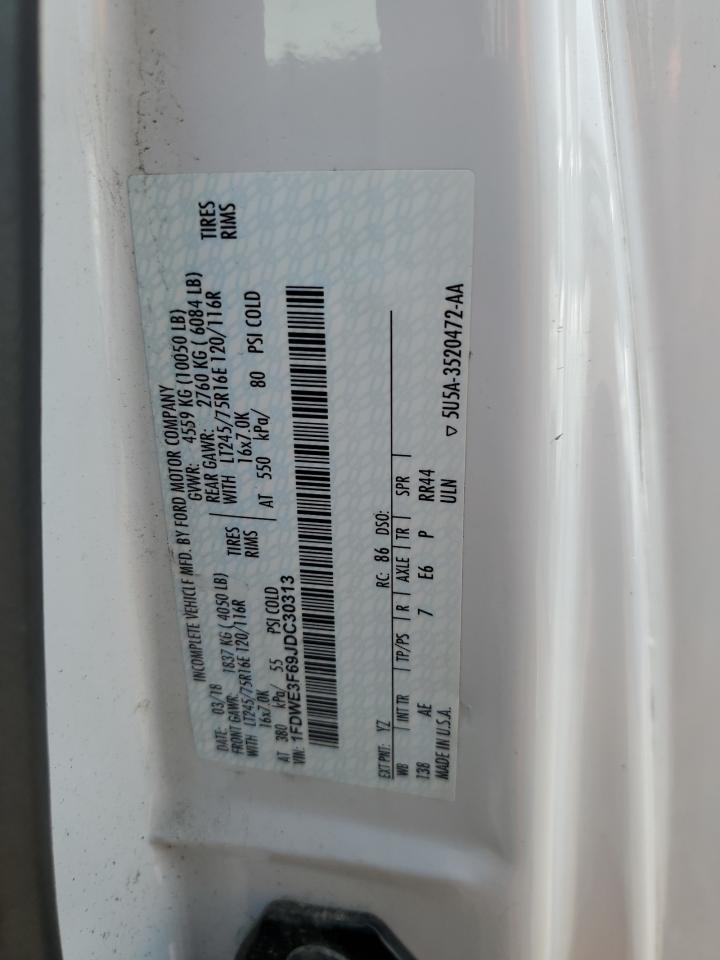 INCOMPLETE VEHICLE MFD. BY FORD MOTOR COMPANY
DATE: 03/18 GVWR: 4559 KG (10050 LB)
FRONT GAWR: 1837 KG ( 4050 LB) REAR GAWR: 2760 KG ( 6084 LB)
WITH LT245/75R16E 120/116R TIRES WITH LT245/75R16E 120/116R TIRES
16x7.0K RIMS 16x7.0K RIMS
AT 380 kPa/ 55 PSI COLD AT 550 kPa/ 80 PSI COLD
VIN: 1FDWE3F69JDC30313
EXT PNT: YZ RC: 86 DSO:
WB INT TR TP/PS R AXLE TR SPR
138 AE 7 E6 P RR44
MADE IN U.S.A. ULN
▽ 5U5A-3520472-AA